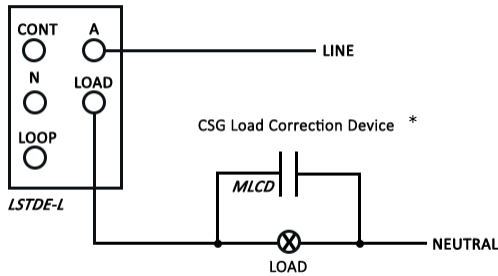 CONT A
LINE
N LOAD
LOOP
CSG Load Correction Device *
MLCD
LSTDE-L
NEUTRAL
LOAD